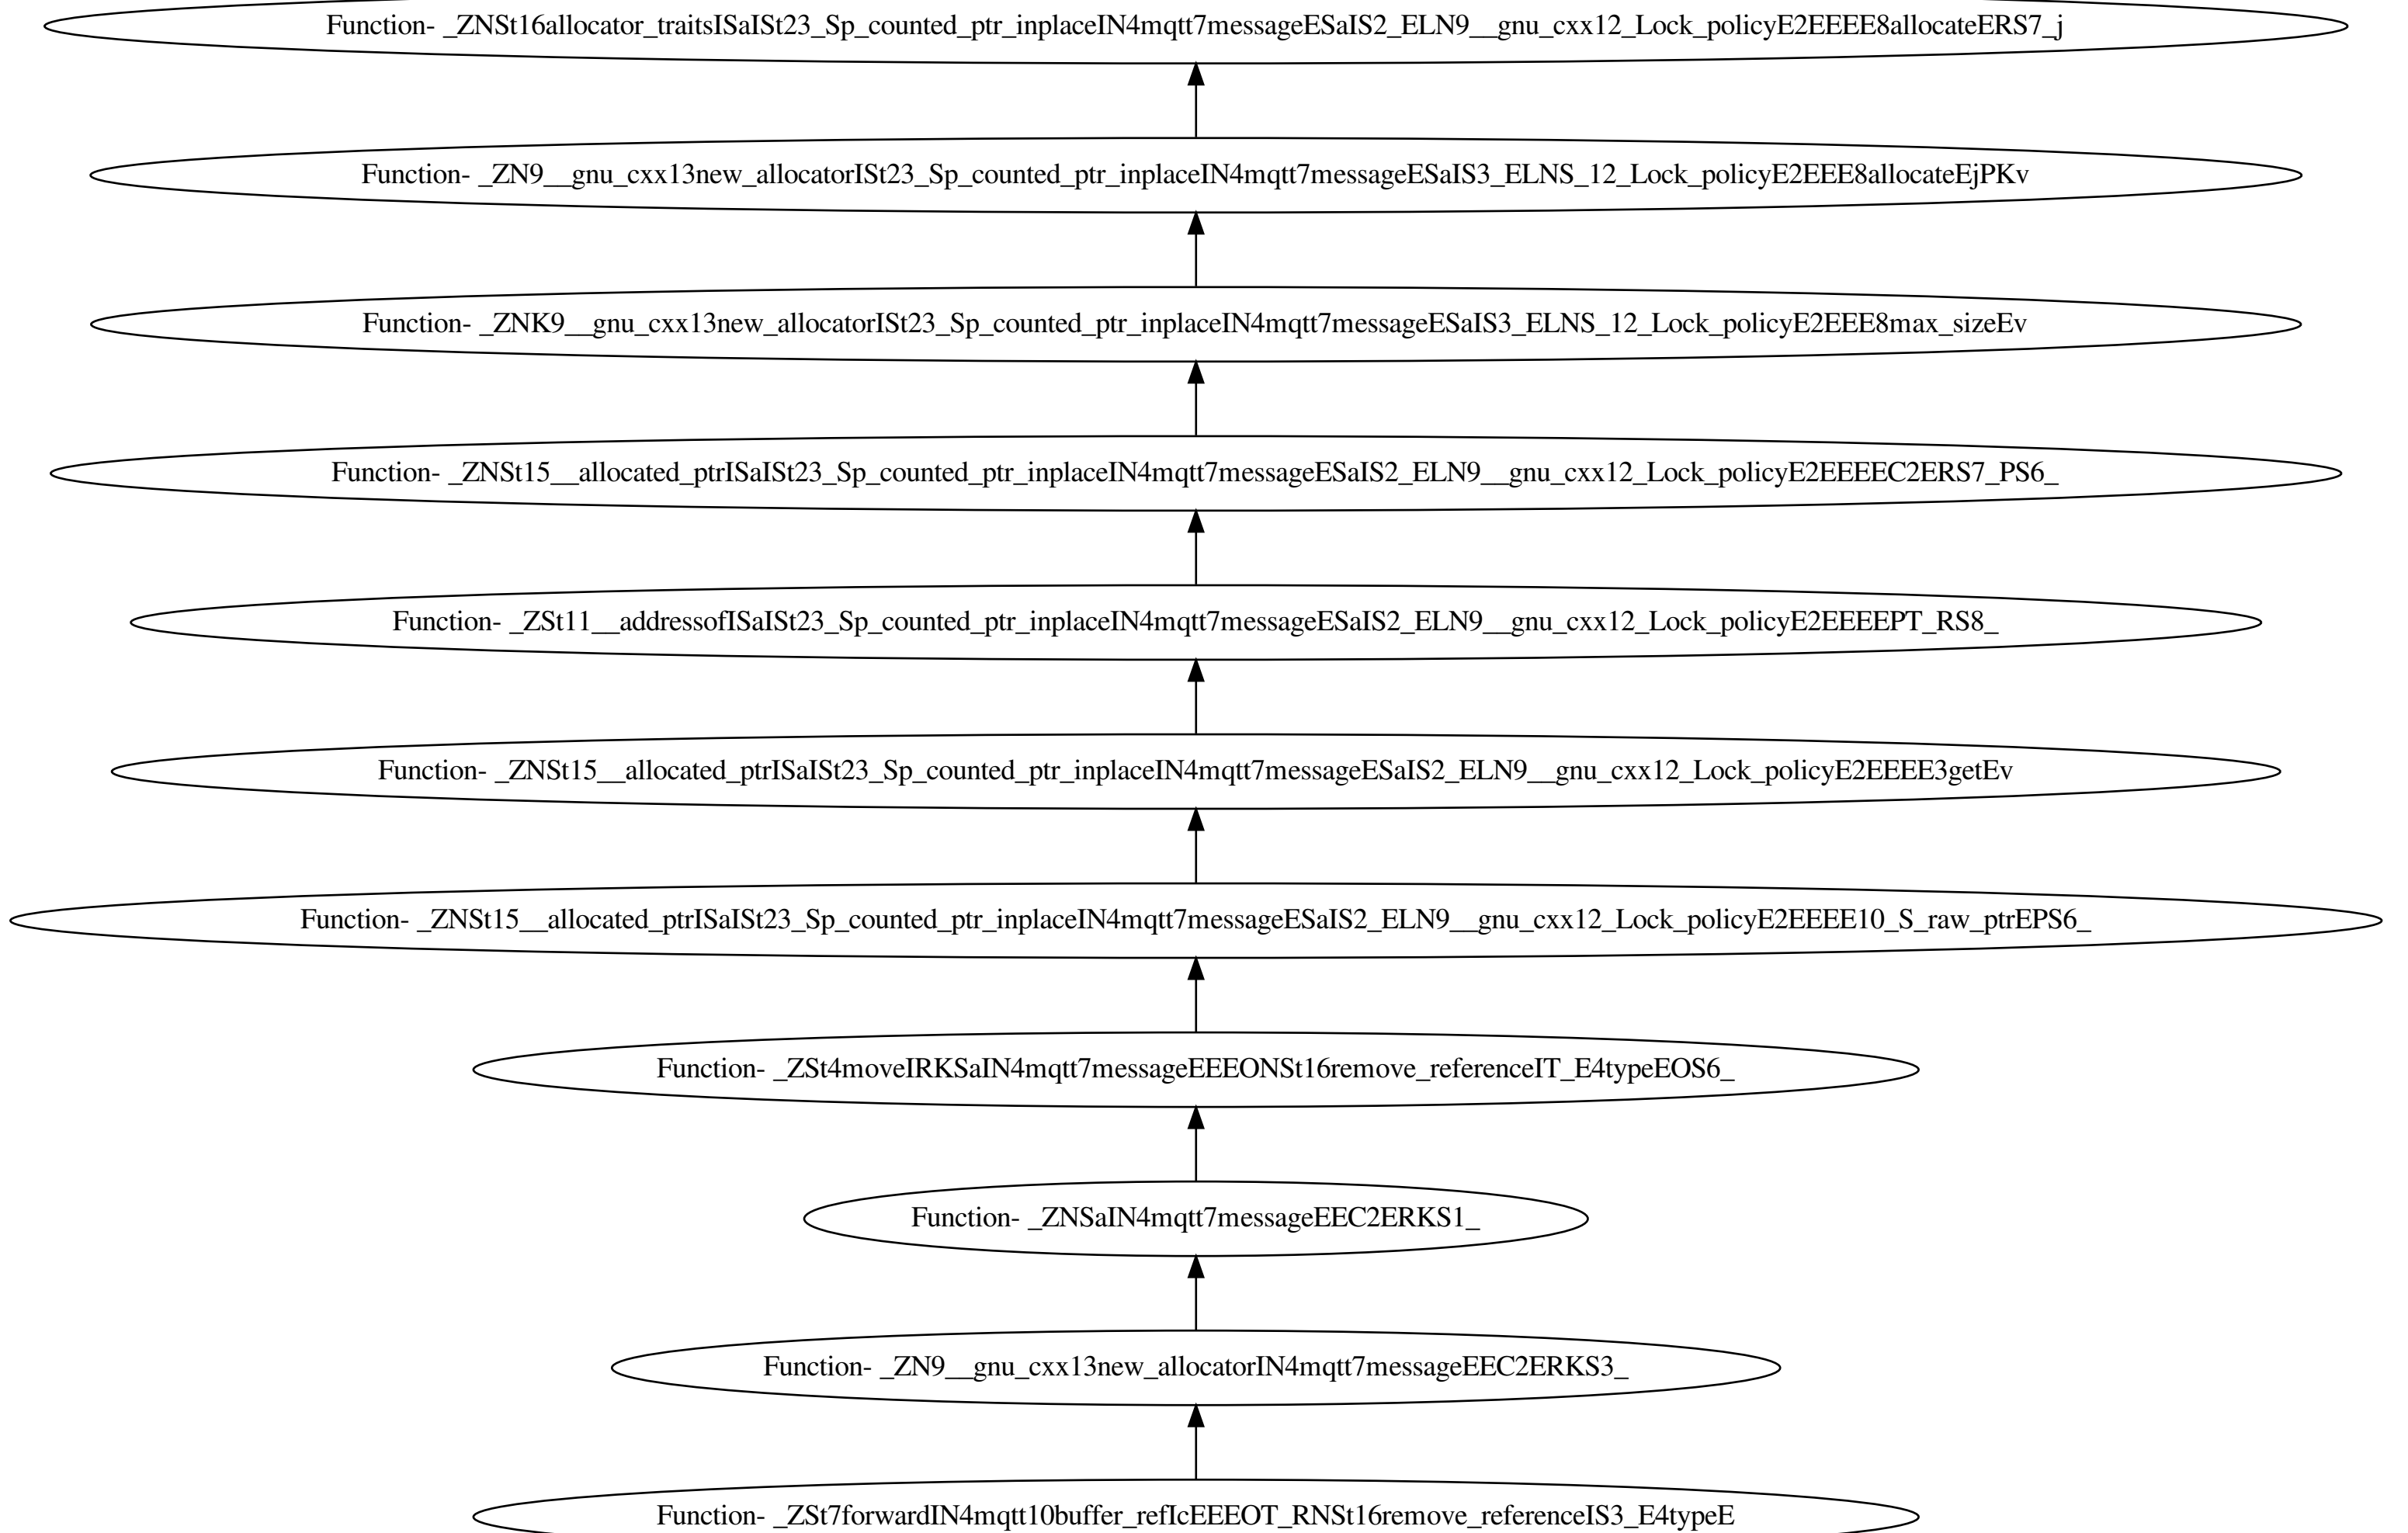 Function- _ZNSt16allocator_traitsISaISt23_Sp_counted_ptr_inplaceIN4mqtt7messageESaIS2_ELN9__gnu_cxx12_Lock_policyE2EEEE8allocateERS7_j
Function- _ZN9__gnu_cxx13new_allocatorISt23_Sp_counted_ptr_inplaceIN4mqtt7messageESaIS3_ELNS_12_Lock_policyE2EEE8allocateEjPKv
Function- _ZNK9__gnu_cxx13new_allocatorISt23_Sp_counted_ptr_inplaceIN4mqtt7messageESaIS3_ELNS_12_Lock_policyE2EEE8max_sizeEv
Function- _ZNSt15__allocated_ptrISaISt23_Sp_counted_ptr_inplaceIN4mqtt7messageESaIS2_ELN9__gnu_cxx12_Lock_policyE2EEEEC2ERS7_PS6_
Function- _ZSt11__addressofISaISt23_Sp_counted_ptr_inplaceIN4mqtt7messageESaIS2_ELN9__gnu_cxx12_Lock_policyE2EEEEPT_RS8_
Function- _ZNSt15__allocated_ptrISaISt23_Sp_counted_ptr_inplaceIN4mqtt7messageESaIS2_ELN9__gnu_cxx12_Lock_policyE2EEEE3getEv
Function- _ZNSt15__allocated_ptrISaISt23_Sp_counted_ptr_inplaceIN4mqtt7messageESaIS2_ELN9__gnu_cxx12_Lock_policyE2EEEE10_S_raw_ptrEPS6_
Function- _ZSt4moveIRKSaIN4mqtt7messageEEEONSt16remove_referenceIT_E4typeEOS6_
Function- _ZNSaIN4mqtt7messageEEC2ERKS1_
Function- _ZN9__gnu_cxx13new_allocatorIN4mqtt7messageEEC2ERKS3_
Function- _ZSt7forwardIN4mqtt10buffer_refIcEEEOT_RNSt16remove_referenceIS3_E4typeE